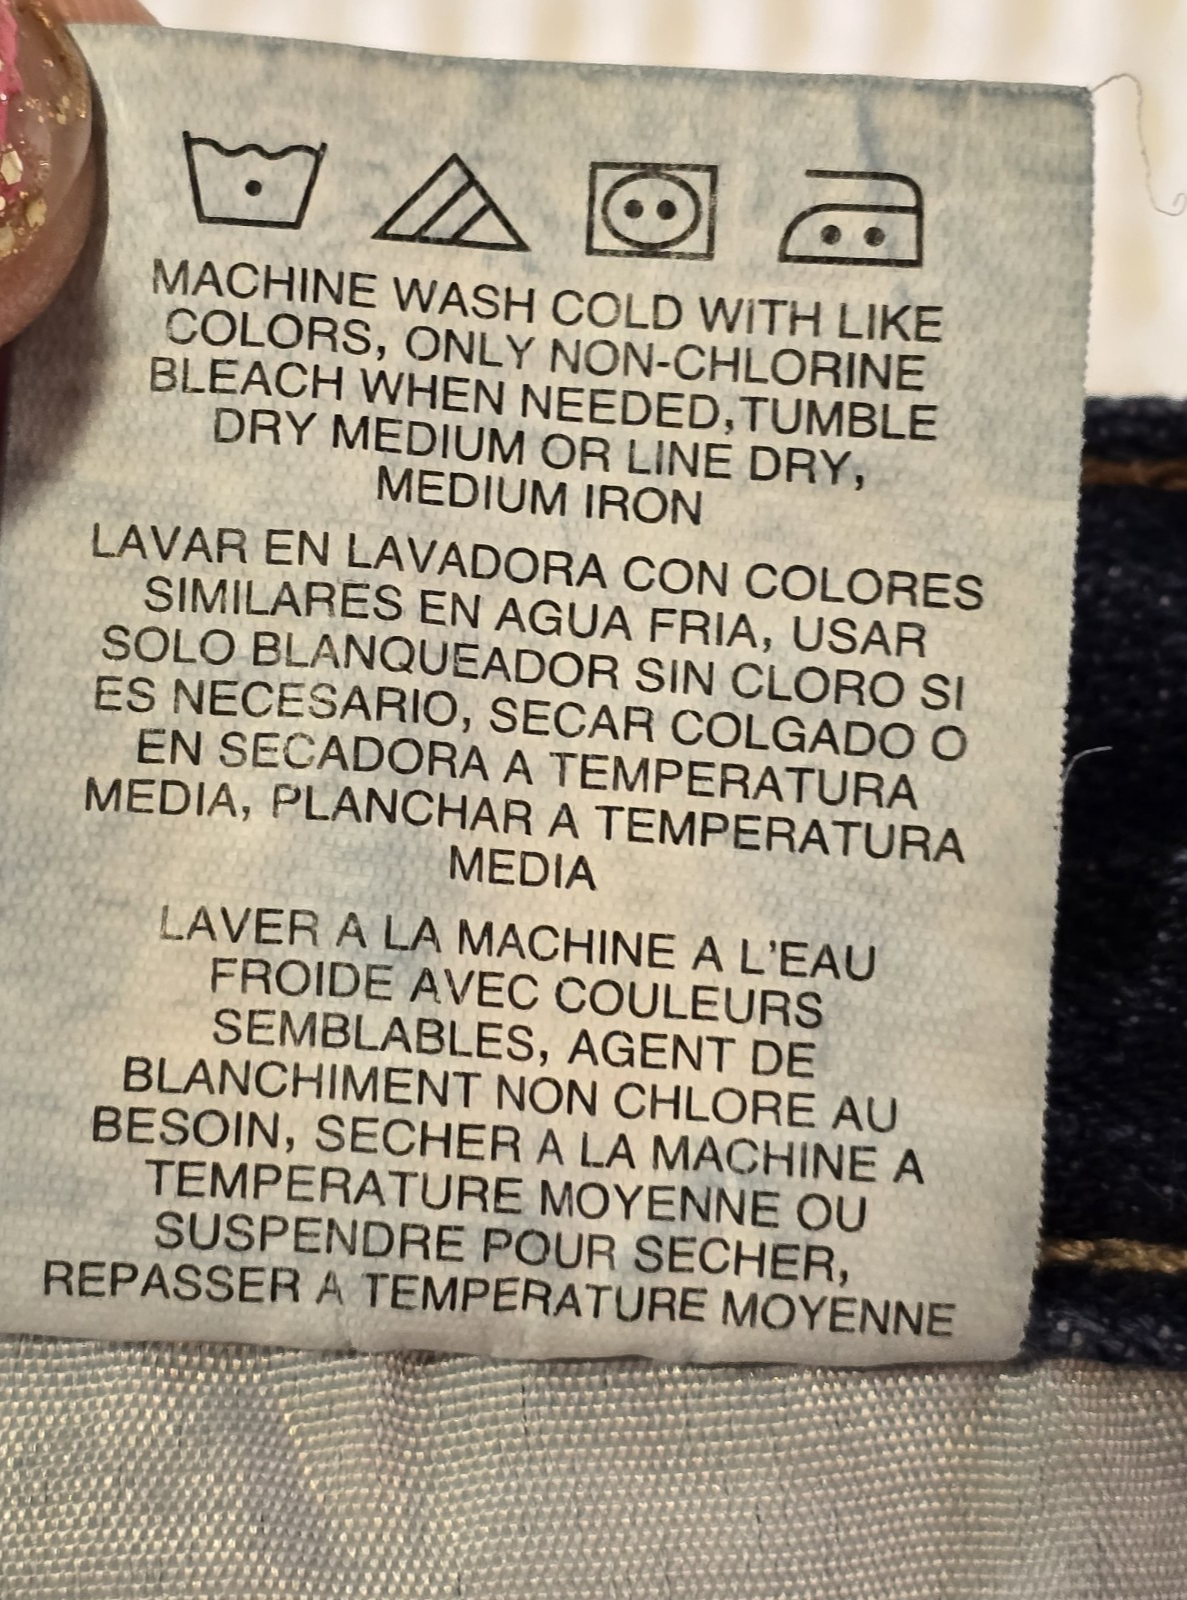 MACHINE WASH COLD WITH LIKE
COLORS, ONLY NON-CHLORINE
BLEACH WHEN NEEDED,TUMBLE
DRY MEDIUM OR LINE DRY,
MEDIUM IRON
LAVAR EN LAVADORA CON COLORES
SIMILARES EN AGUA FRIA, USAR
SOLO BLANQUEADOR SIN CLORO SI
ES NECESARIO, SECAR COLGADO O
EN SECADORA A TEMPERATURA
MEDIA, PLANCHAR A TEMPERATURA
MEDIA
LAVER A LA MACHINE A L'EAU
FROIDE AVEC COULEURS
SEMBLABLES, AGENT DE
BLANCHIMENT NON CHLORE AU
BESOIN, SECHER A LA MACHINE A
TEMPERATURE MOYENNE OU
SUSPENDRE POUR SECHER,
REPASSER A TEMPERATURE MOYENNE